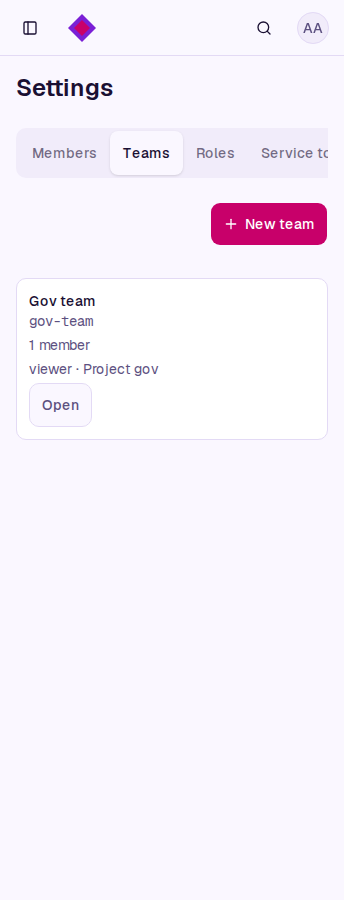 AA
Settings
Members Teams Roles Service to
+ New team
Gov team
gov-team
1 member
viewer · Project gov
Open